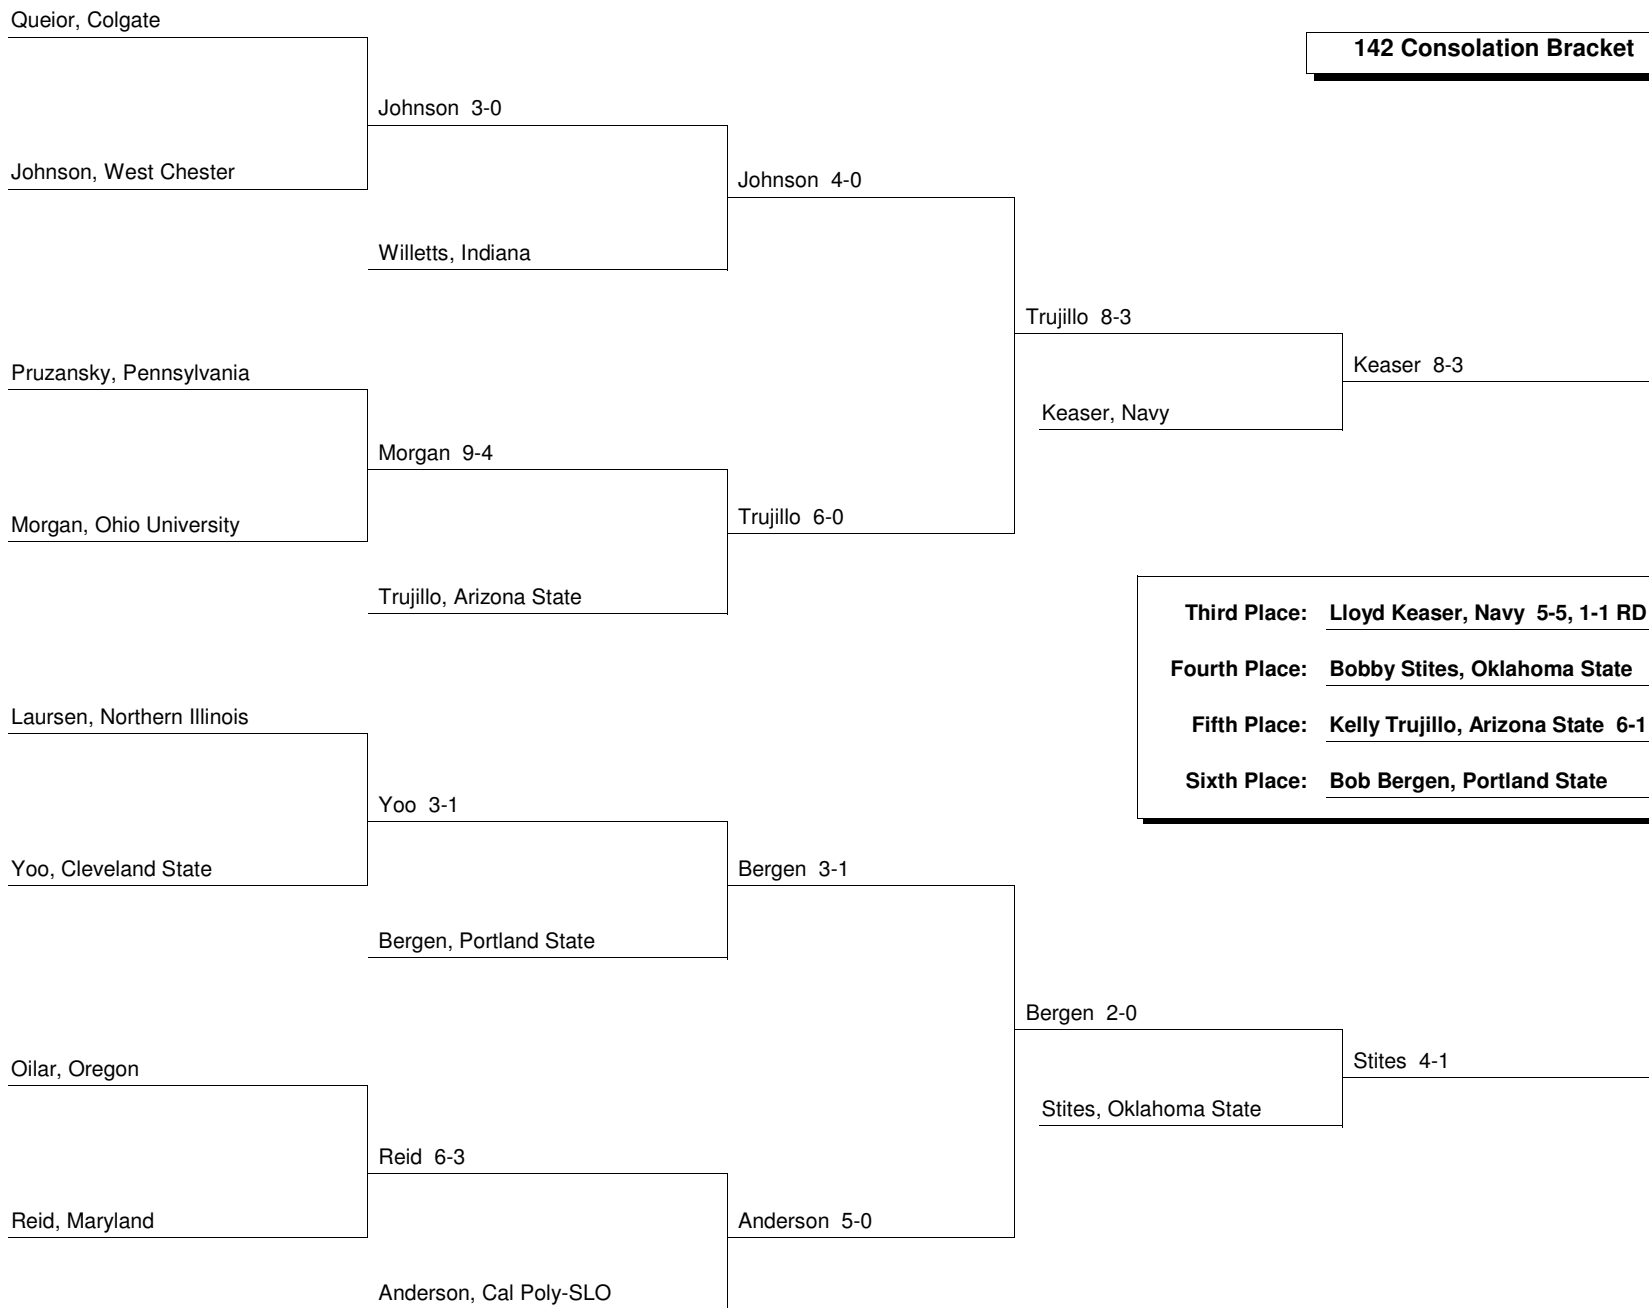 Queior, Colgate
142 Consolation Bracket
Johnson 3-0
Johnson, West Chester
Johnson 4-0
Willetts, Indiana
Trujillo 8-3
Pruzansky, Pennsylvania
Keaser 8-3
Keaser, Navy
Morgan 9-4
Morgan, Ohio University
Trujillo 6-0
Trujillo, Arizona State
Third Place: Lloyd Keaser, Navy 5-5, 1-1 RD
Fourth Place: Bobby Stites, Oklahoma State
Fifth Place: Kelly Trujillo, Arizona State 6-1
Sixth Place: Bob Bergen, Portland State
Laursen, Northern Illinois
Yoo 3-1
Yoo, Cleveland State
Bergen 3-1
Bergen, Portland State
Bergen 2-0
Oilar, Oregon
Stites 4-1
Stites, Oklahoma State
Reid 6-3
Reid, Maryland
Anderson 5-0
Anderson, Cal Poly-SLO